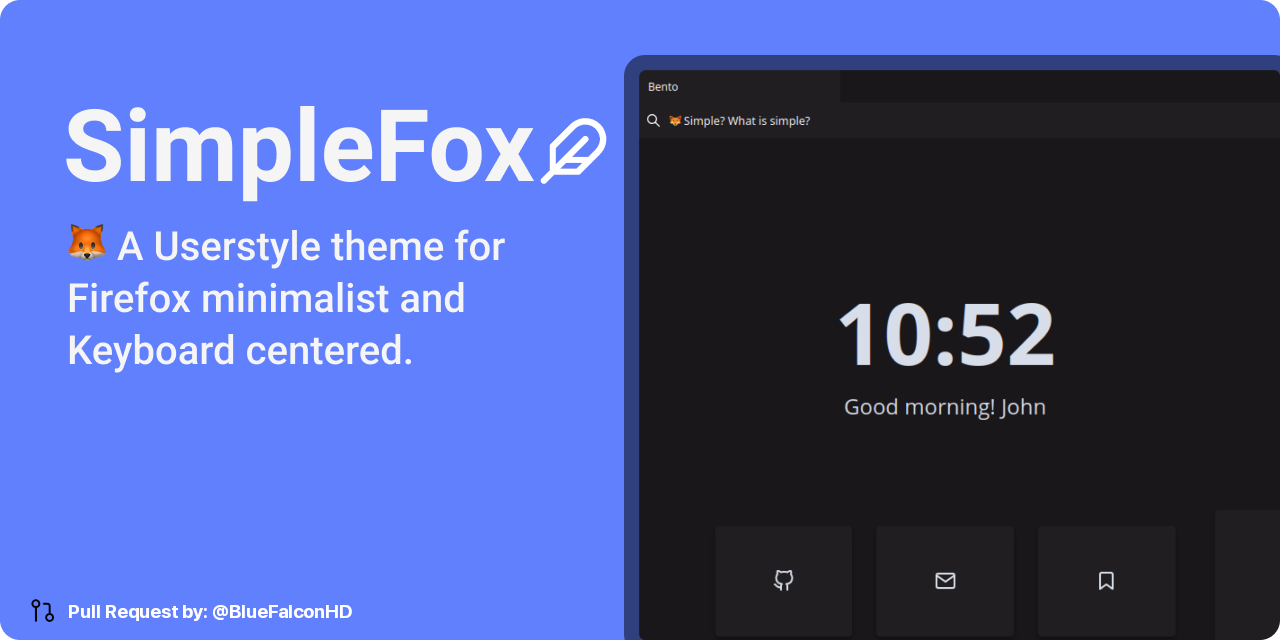 SimpleFox
🦊 A Userstyle theme for
Firefox minimalist and
Keyboard centered.
Pull Request by: @BlueFalconHD
Bento
🦊 Simple? What is simple?
10:52
Good morning! John